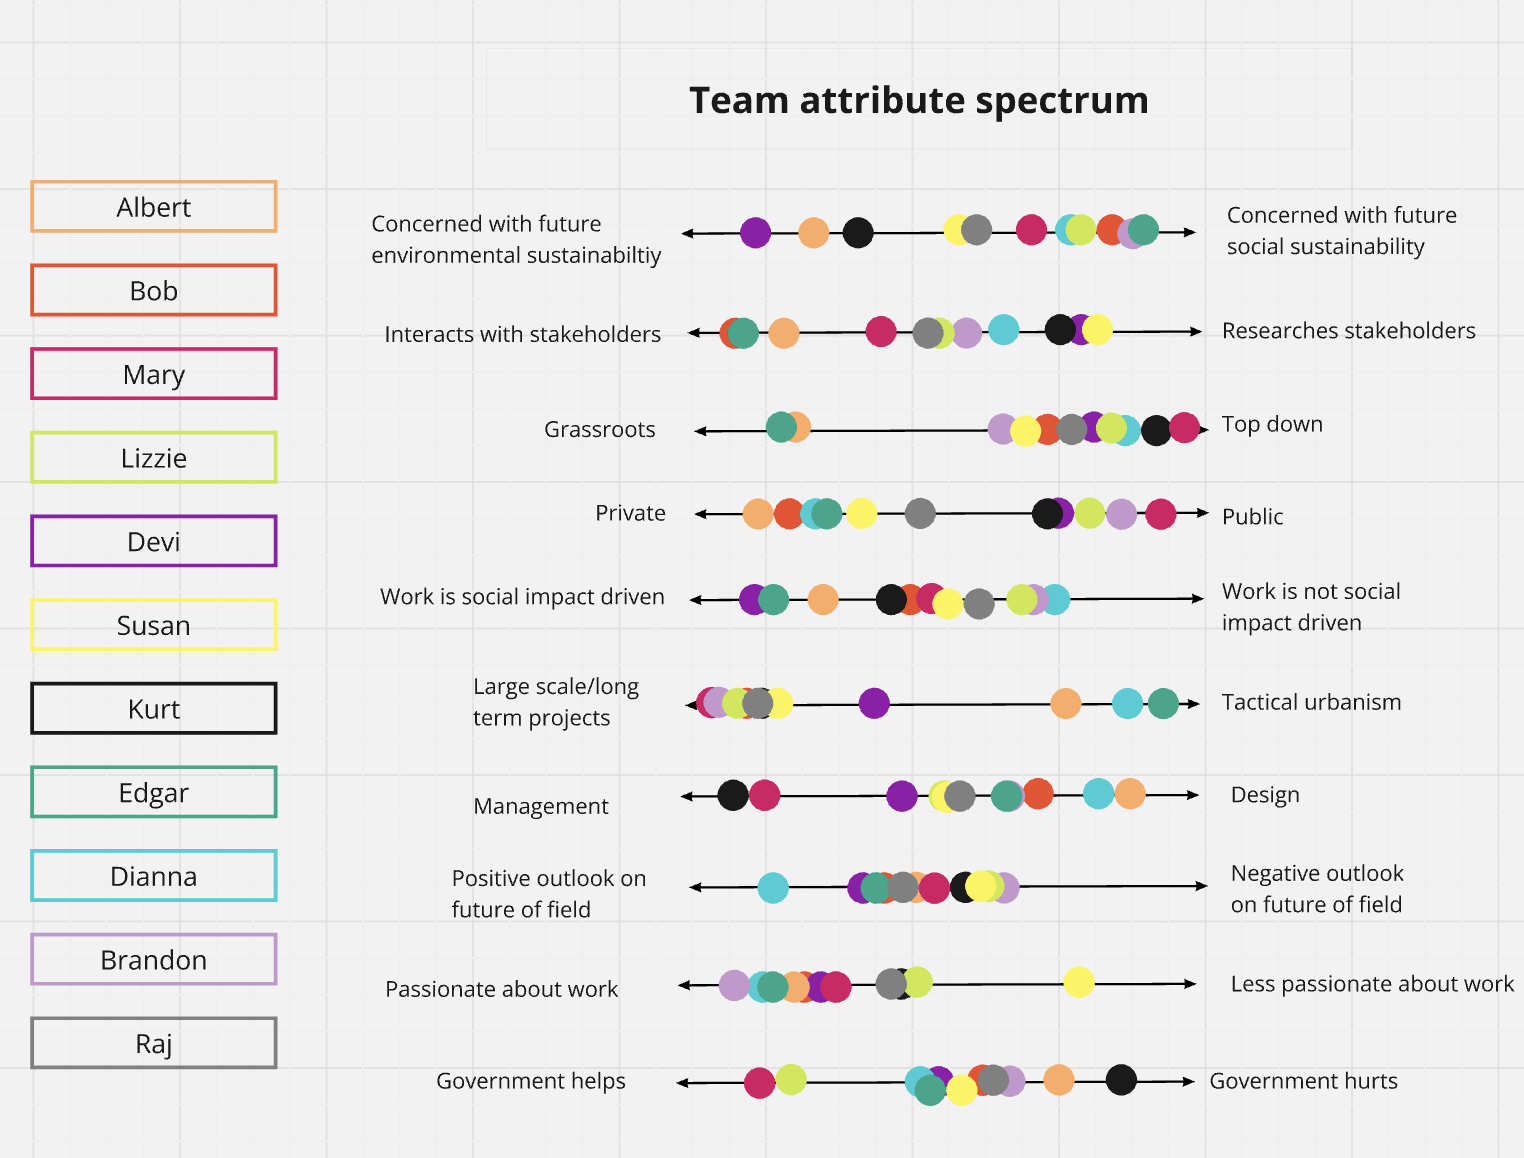 Team attribute spectrum
Albert
Bob
Mary
Lizzie
Devi
Susan
Kurt
Edgar
Dianna
Brandon
Raj
Concerned with future
environmental sustainabiltiy
Concerned with future
social sustainability
Interacts with stakeholders
Researches stakeholders
Grassroots
Top down
Private
Public
Work is social impact driven
Work is not social
impact driven
Large scale/long
term projects
Tactical urbanism
Management
Design
Positive outlook on
future of field
Negative outlook
on future of field
Passionate about work
Less passionate about work
Government helps
Government hurts